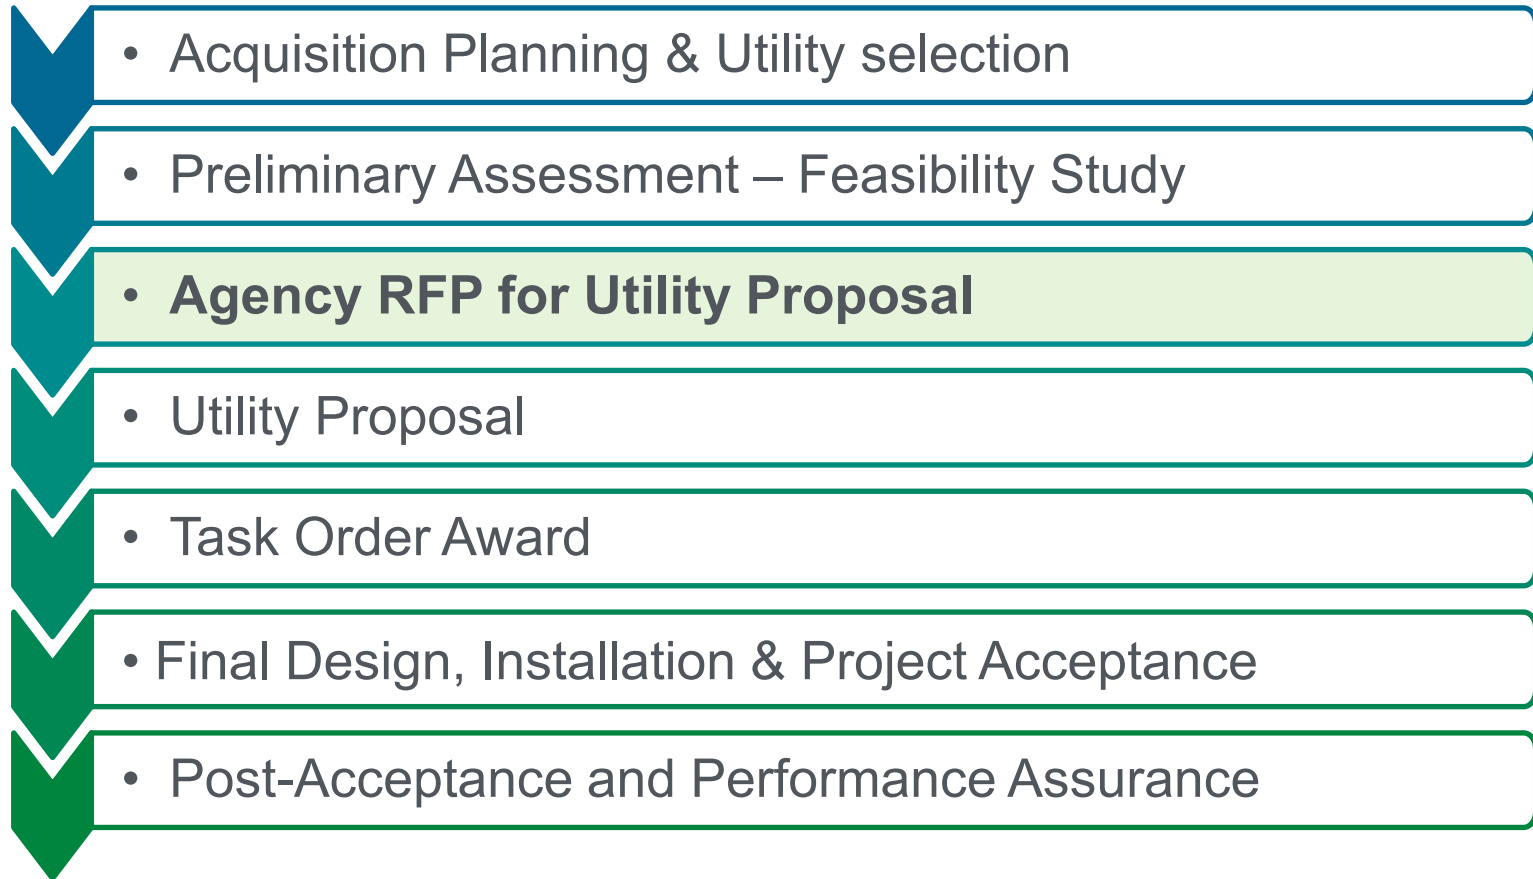 • Acquisition Planning & Utility selection
• Preliminary Assessment – Feasibility Study
• Agency RFP for Utility Proposal
• Utility Proposal
• Task Order Award
• Final Design, Installation & Project Acceptance
• Post-Acceptance and Performance Assurance